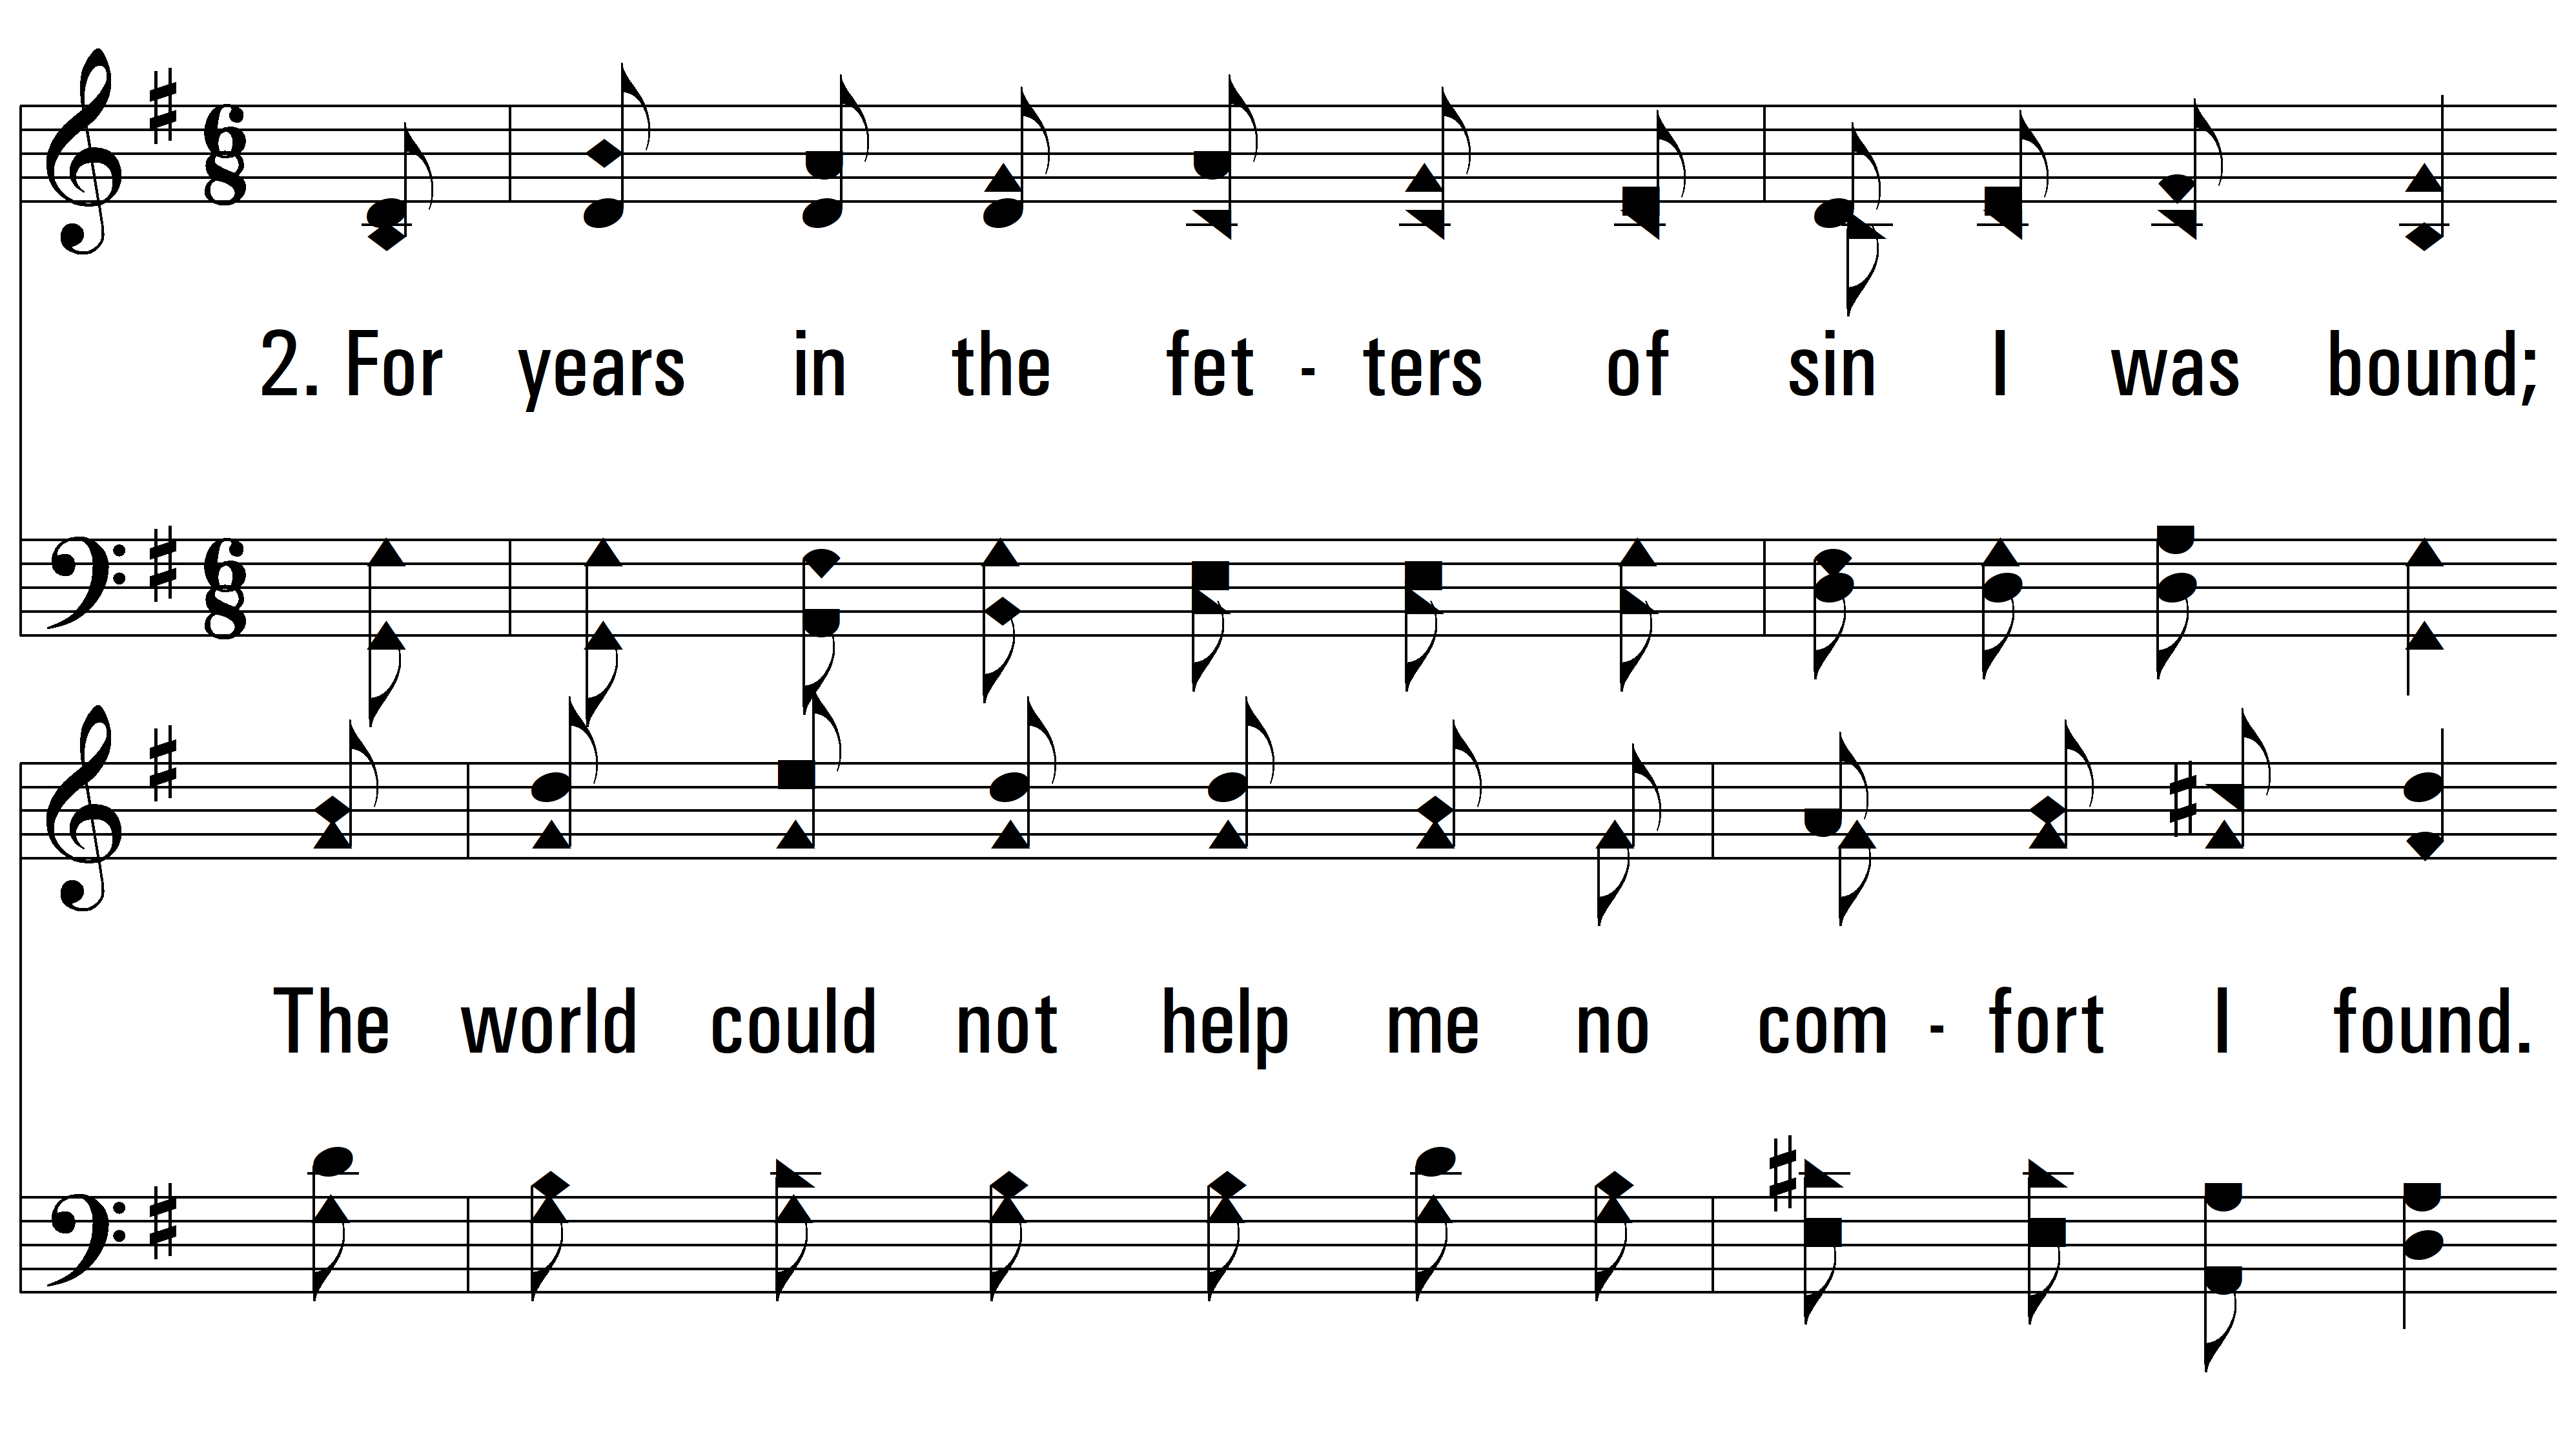 2. For years in the fet - ters of sin I was bound;
The world could not help me no com - fort I found.